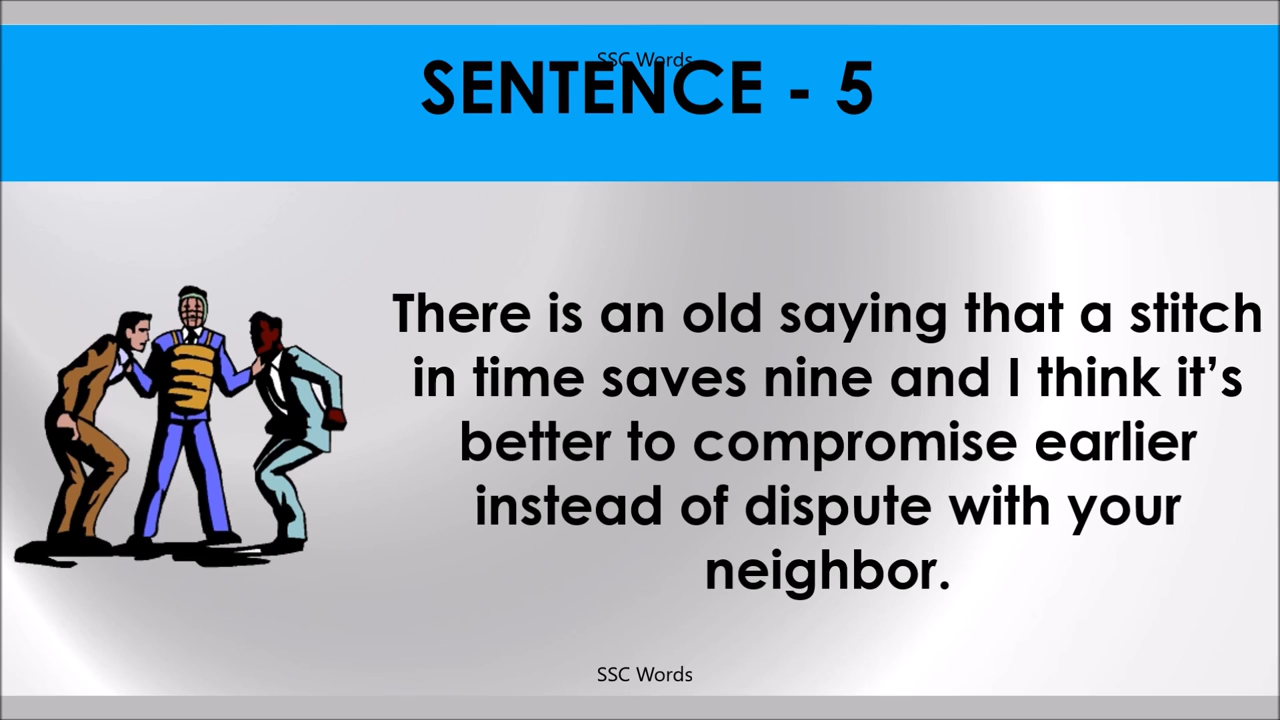 SSC Words
SENTENCE - 5
There is an old saying that a stitch
in time saves nine and I think it’s
better to compromise earlier
instead of dispute with your
neighbor.
SSC Words